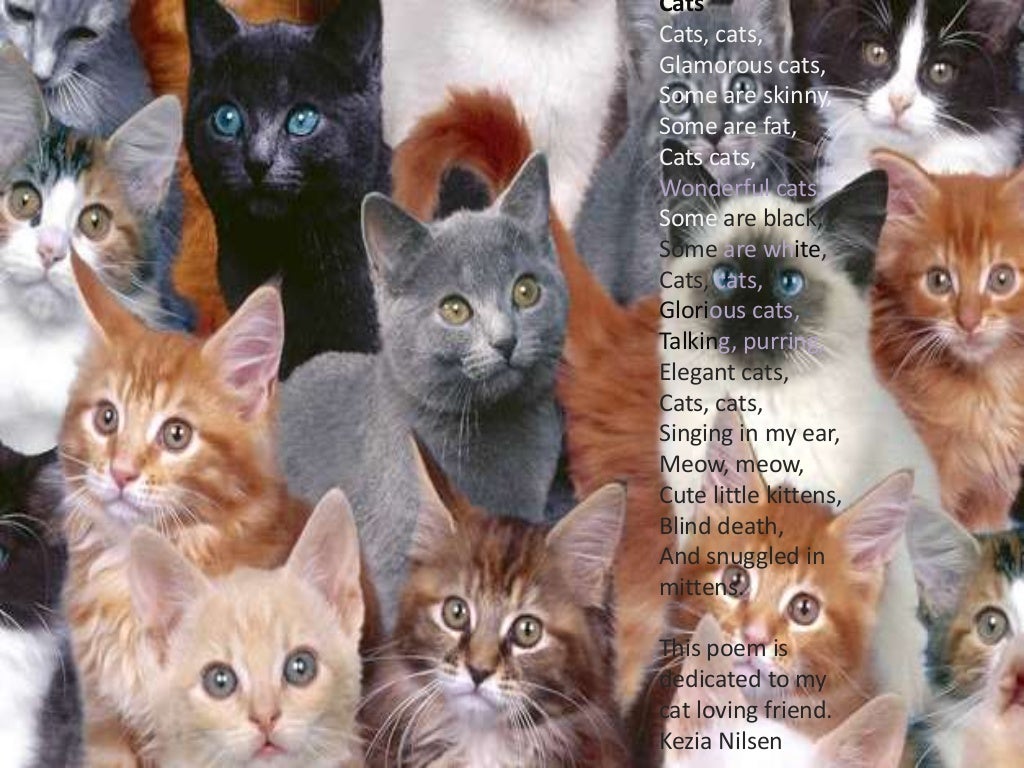 Cats
Cats, cats,
Glamorous cats,
Some are skinny,
Some are fat,
Cats cats,
Wonderful cats
Some are black,
Some are white,
Cats, cats,
Glorious cats,
Talking, purring,
Elegant cats,
Cats, cats,
Singing in my ear,
Meow, meow,
Cute little kittens,
Blind death,
And snuggled in
mittens.
This poem is
dedicated to my
cat loving friend.
Kezia Nilsen